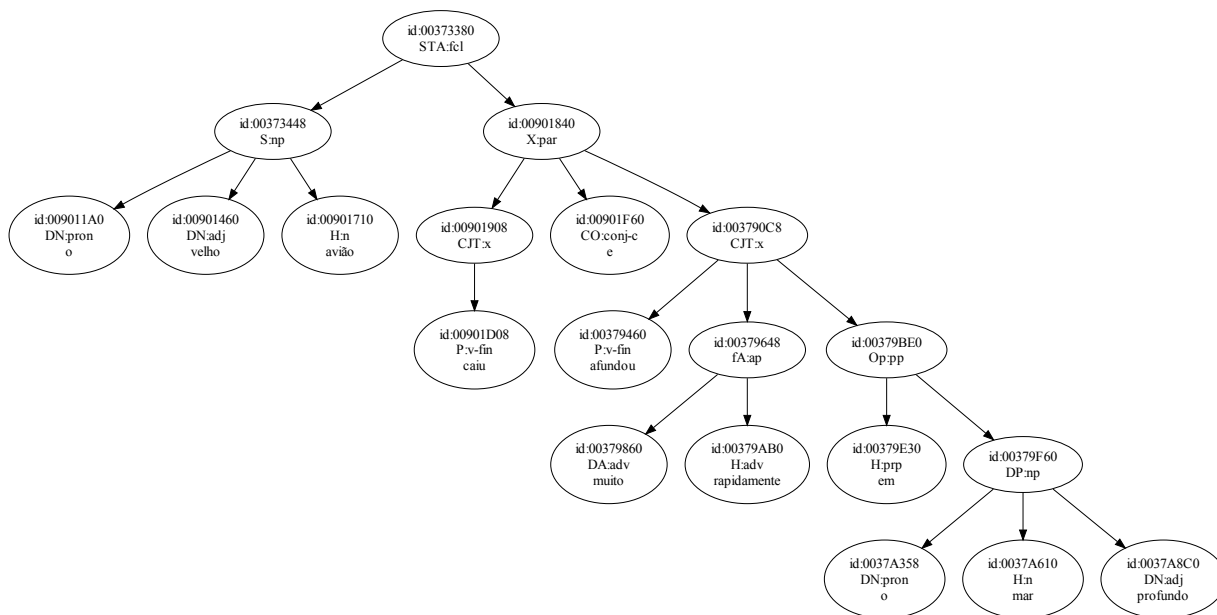 id:00373380
STA:fcl
id:00373448
S:np
id:00901840
X:par
id:009011A0
DN:pron
o
id:00901460
DN:adj
velho
id:00901710
H:n
avião
id:00901908
CJT:x
id:00901F60
CO:conj-c
e
id:003790C8
CJT:x
id:00901D08
P:v-fin
caiu
id:00379460
P:v-fin
afundou
id:00379648
fA:ap
id:00379BE0
Op:pp
id:00379860
DA:adv
muito
id:00379AB0
H:adv
rapidamente
id:00379E30
H:prp
em
id:00379F60
DP:np
id:0037A358
DN:pron
o
id:0037A610
H:n
mar
id:0037A8C0
DN:adj
profundo